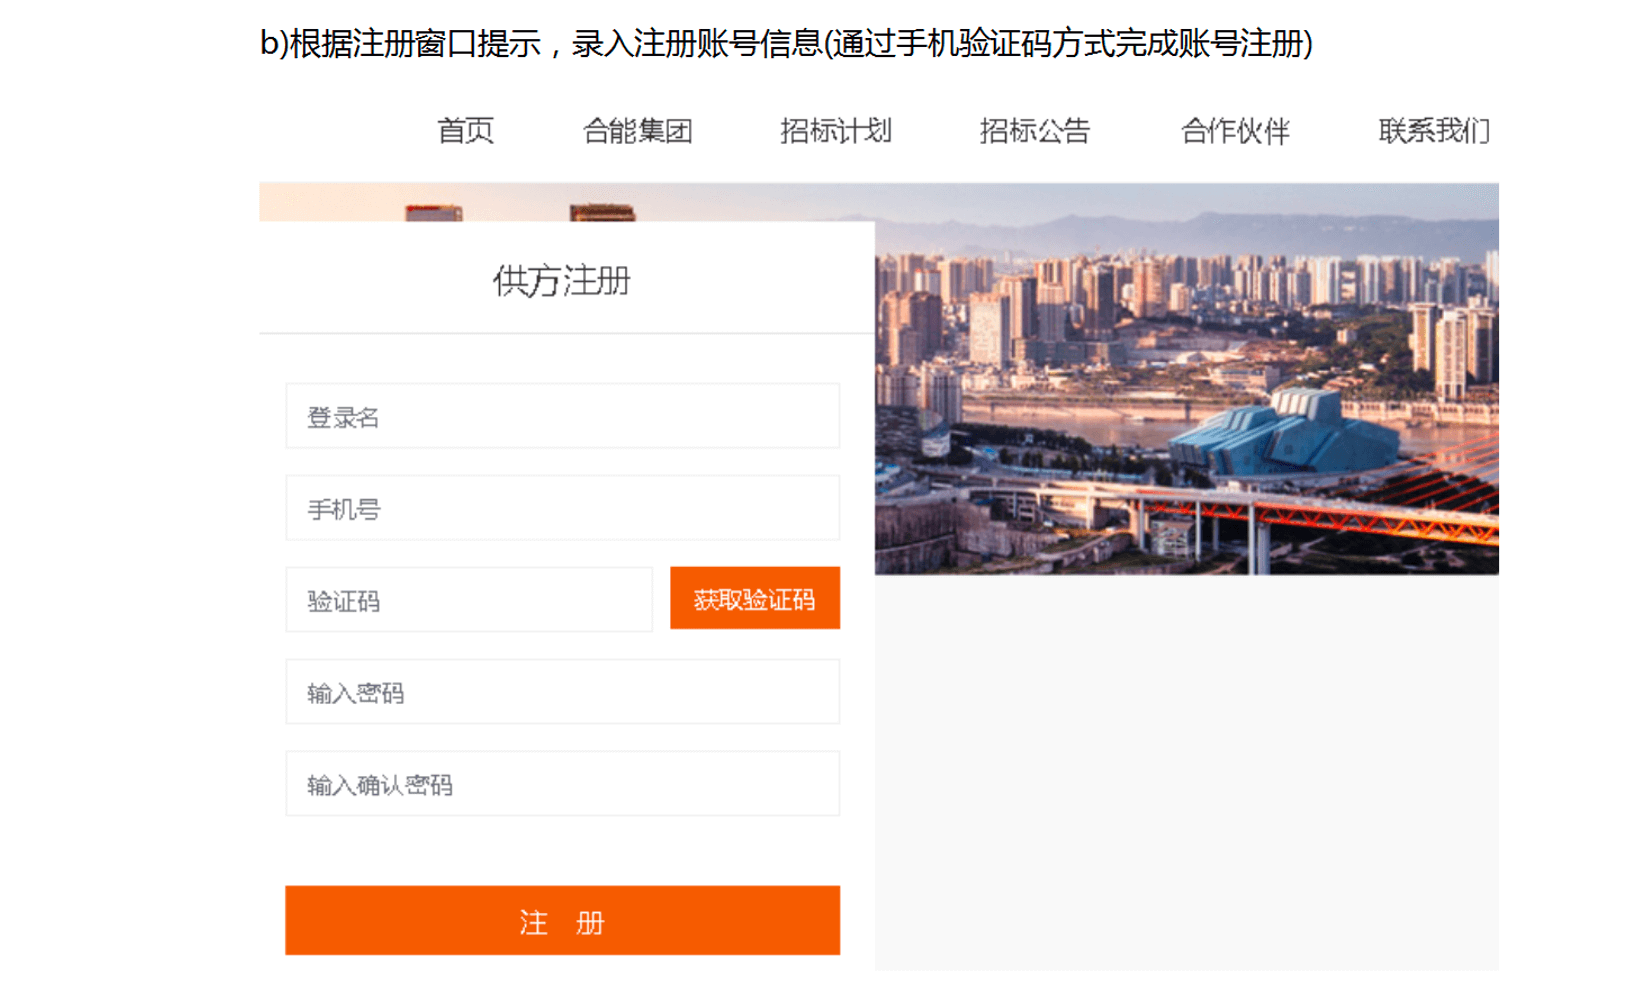 b)根据注册窗口提示，录入注册账号信息(通过手机验证码方式完成账号注册)
首页 合能集团 招标计划 招标公告 合作伙伴 联系我们
供方注册
登录名
手机号
验证码 获取验证码
输入密码
输入确认密码
注 册